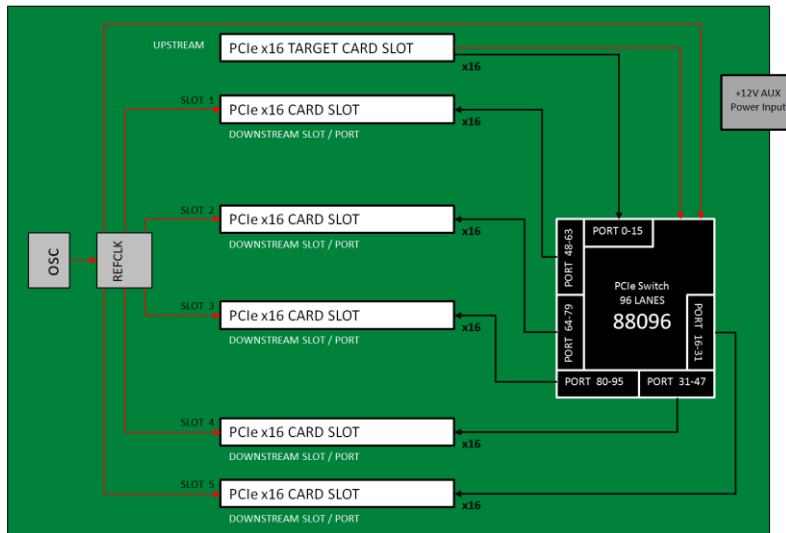 UPSTREAM
PCIe x16 TARGET CARD SLOT
x16
+12V AUX
Power Input
SLOT 1
PCIe x16 CARD SLOT
x16
DOWNSTREAM SLOT / PORT
SLOT 2
PCIe x16 CARD SLOT
x16
DOWNSTREAM SLOT / PORT
OSC
REFCLK
SLOT 3
PCIe x16 CARD SLOT
x16
DOWNSTREAM SLOT / PORT
SLOT 4
PCIe x16 CARD SLOT
x16
DOWNSTREAM SLOT / PORT
SLOT 5
PCIe x16 CARD SLOT
x16
DOWNSTREAM SLOT / PORT
PORT 48-63
PORT 0-15
PCIe Switch
96 LANES
88096
PORT 64-79
PORT 16-31
PORT 80-95
PORT 31-47